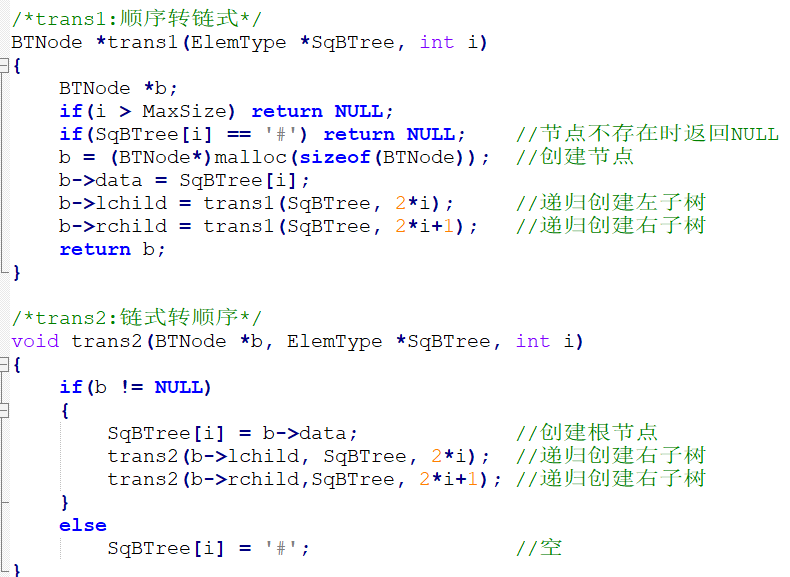 /*trans1:顺序转链式*/
BTNode *trans1(ElemType *SqBTree, int i)
{
    BTNode *b;
    if(i > MaxSize) return NULL;
    if(SqBTree[i] == '#') return NULL;    //节点不存在时返回NULL
    b = (BTNode*)malloc(sizeof(BTNode));  //创建节点
    b->data = SqBTree[i];
    b->lchild = trans1(SqBTree, 2*i);     //递归创建左子树
    b->rchild = trans1(SqBTree, 2*i+1);   //递归创建右子树
    return b;
}
/*trans2:链式转顺序*/
void trans2(BTNode *b, ElemType *SqBTree, int i)
{
    if(b != NULL)
    {
        SqBTree[i] = b->data;             //创建根节点
        trans2(b->lchild, SqBTree, 2*i);  //递归创建右子树
        trans2(b->rchild,SqBTree, 2*i+1); //递归创建右子树
    }
    else
        SqBTree[i] = '#';                 //空
}